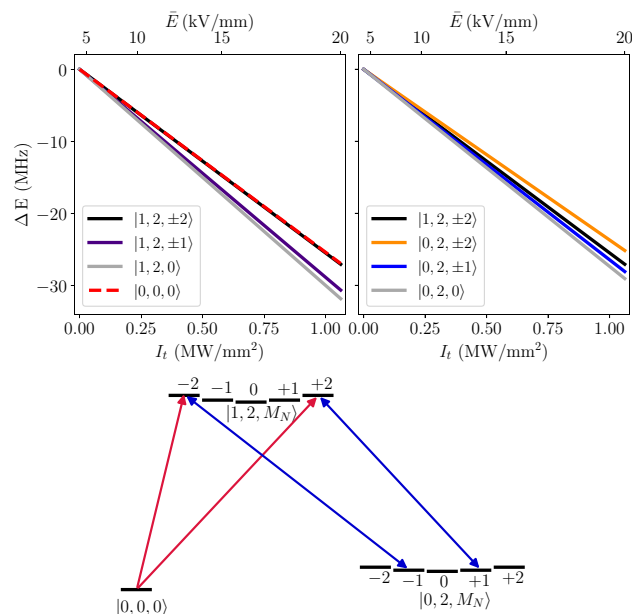 Ē (kV/mm) Ē (kV/mm)
5 10 15 20 5 10 15 20
0
−10
−20
−30
Δ E (MHz)
|1, 2, ±2⟩
|1, 2, ±1⟩
|1, 2, 0⟩
|0, 0, 0⟩
|1, 2, ±2⟩
|0, 2, ±2⟩
|0, 2, ±1⟩
|0, 2, 0⟩
0.00 0.25 0.50 0.75 1.00 0.00 0.25 0.50 0.75 1.00
I_t (MW/mm²) I_t (MW/mm²)
−2 −1 0 +1 +2
|1, 2, M_N⟩
−2 −1 0 +1 +2
|0, 0, 0⟩ |0, 2, M_N⟩